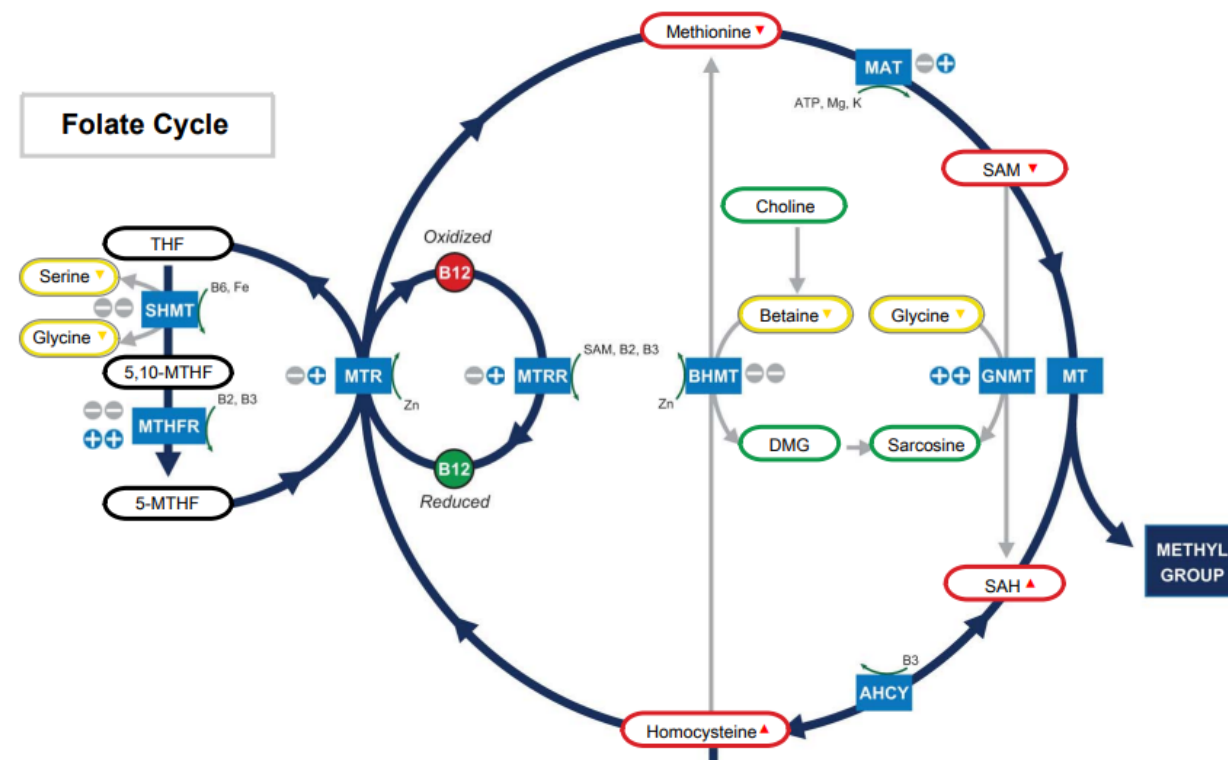 Methionine ▼
MAT
ATP, Mg, K
Folate Cycle
SAM ▼
Choline
THF
Oxidized
B12
Serine ▼
B6, Fe
SHMT
Glycine ▼
Betaine ▼
Glycine ▼
5,10-MTHF
MTR
Zn
MTRR
SAM, B2, B3
BHMT
Zn
GNMT
MT
B2, B3
MTHFR
DMG
Sarcosine
B12
Reduced
5-MTHF
METHYL
GROUP
SAH ▲
B3
AHCY
Homocysteine ▲